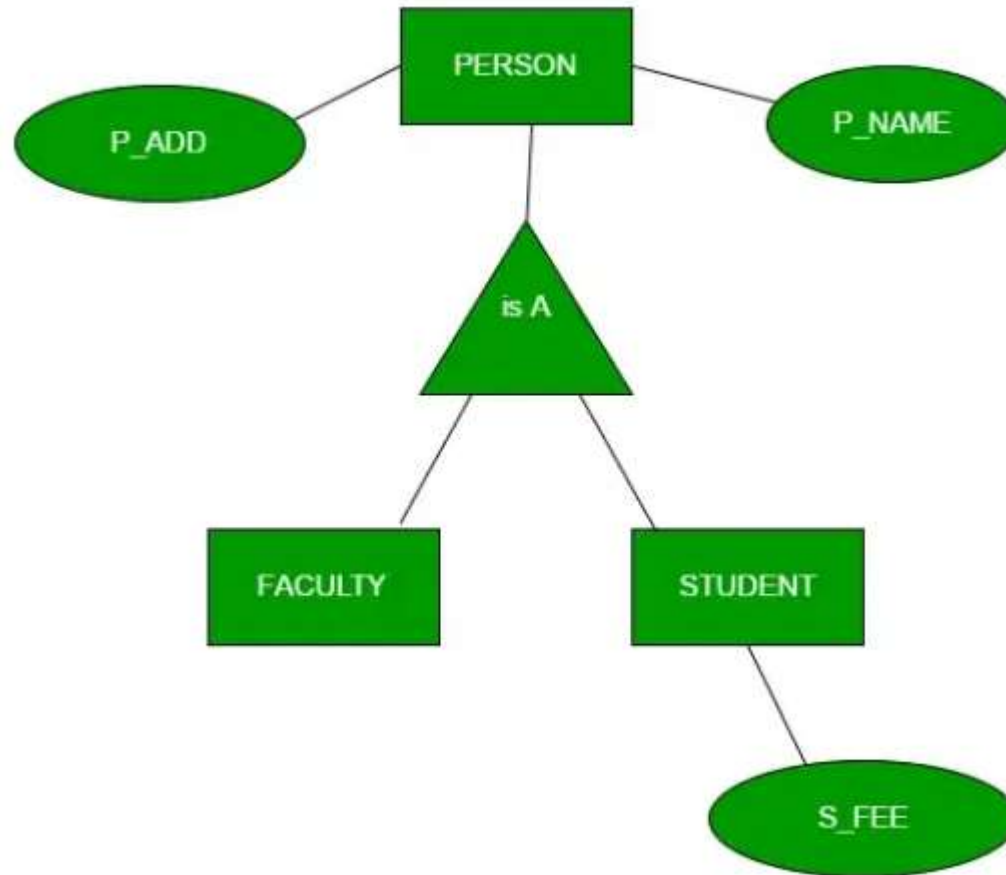 PERSON
P_ADD
P_NAME
is A
FACULTY
STUDENT
S_FEE